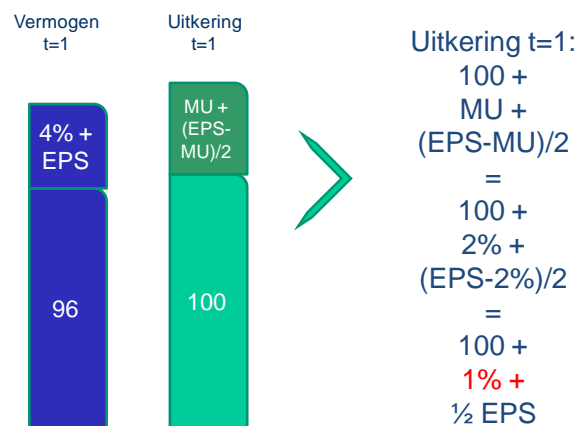 Vermogen
t=1
Uitkering
t=1
4% +
EPS
96
MU +
(EPS-
MU)/2
100
Uitkering t=1:
100 +
MU +
(EPS-MU)/2
=
100 +
2% +
(EPS-2%)/2
=
100 +
1% +
½ EPS